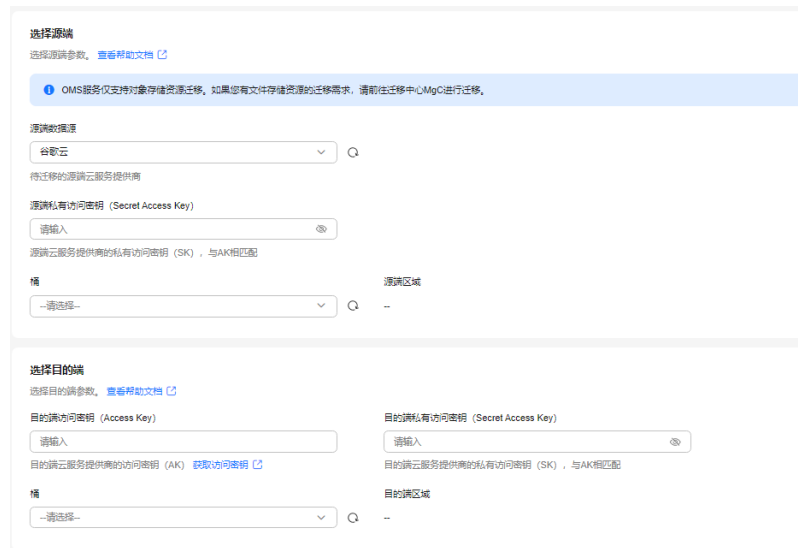 选择源端
选择源端参数。 查看帮助文档
OMS服务仅支持对象存储资源迁移。如果您有文件存储资源的迁移需求，请前往迁移中心MgC进行迁移。
源端数据源
谷歌云
待迁移的源端云服务提供商
源端私有访问密钥（Secret Access Key）
请输入
源端云服务提供商的私有访问密钥（SK），与AK相匹配
桶 源端区域
--请选择-- --
选择目的端
选择目的端参数。 查看帮助文档
目的端访问密钥（Access Key） 目的端私有访问密钥（Secret Access Key）
请输入 请输入
目的端云服务提供商的访问密钥（AK） 获取访问密钥 目的端云服务提供商的私有访问密钥（SK），与AK相匹配
桶 目的端区域
--请选择-- --